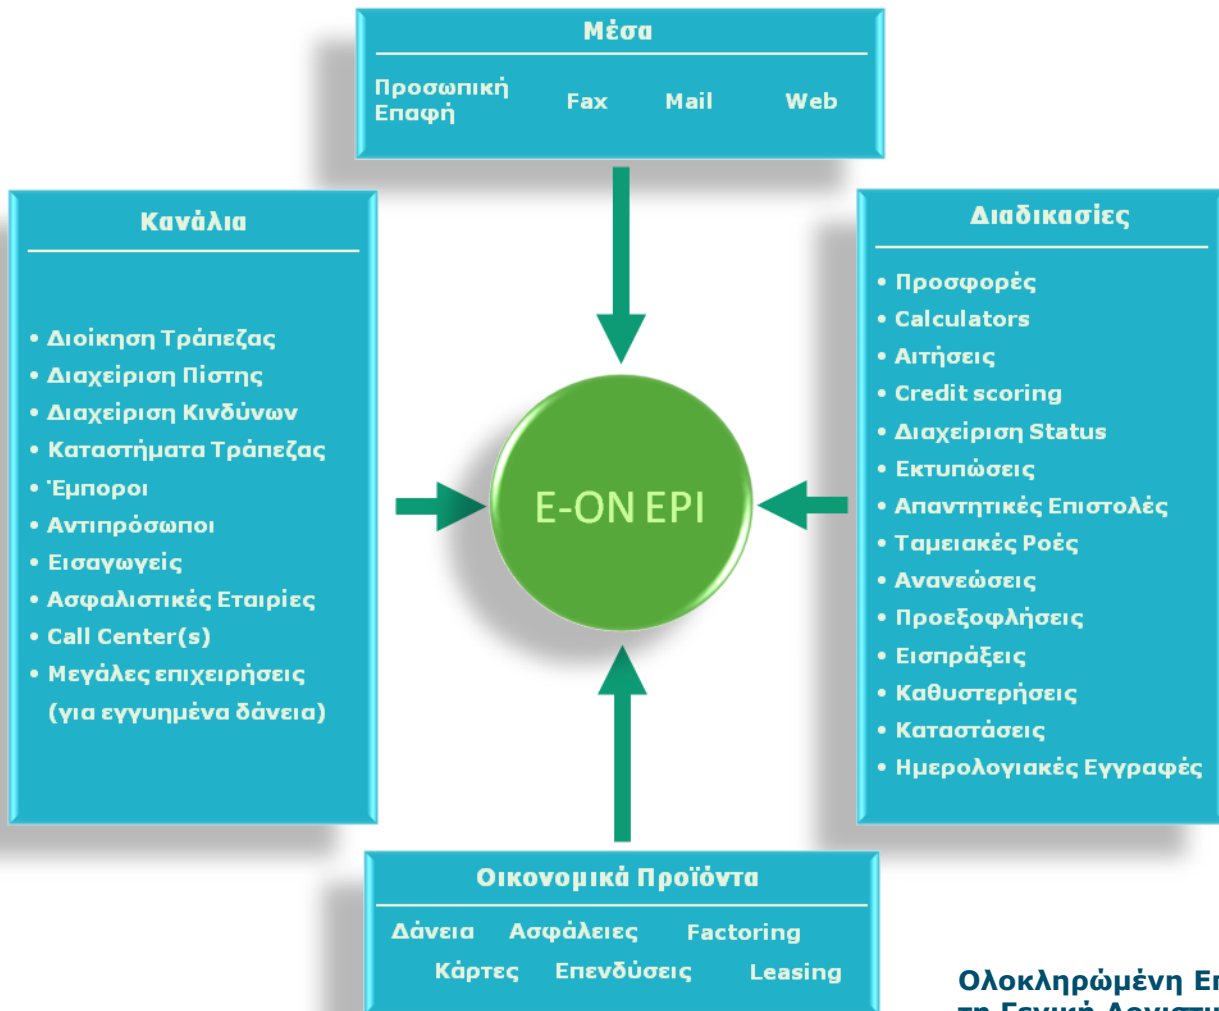 Μέσα
Προσωπική
Επαφή
Fax
Mail
Web
Κανάλια
• Διοίκηση Τράπεζας
• Διαχείριση Πίστης
• Διαχείριση Κινδύνων
• Καταστήματα Τράπεζας
• Έμποροι
• Αντιπρόσωποι
• Εισαγωγείς
• Ασφαλιστικές Εταιρίες
• Call Center(s)
• Μεγάλες επιχειρήσεις
(για εγγυημένα δάνεια)
E-ON EPI
Διαδικασίες
• Προσφορές
• Calculators
• Αιτήσεις
• Credit scoring
• Διαχείριση Status
• Εκτυπώσεις
• Απαντητικές Επιστολές
• Ταμειακές Ροές
• Ανανεώσεις
• Προεξοφλήσεις
• Εισπράξεις
• Καθυστερήσεις
• Καταστάσεις
• Ημερολογιακές Εγγραφές
Οικονομικά Προϊόντα
Δάνεια Ασφάλειες Factoring
Κάρτες Επενδύσεις Leasing
Ολοκληρώμένη
τη Γενική